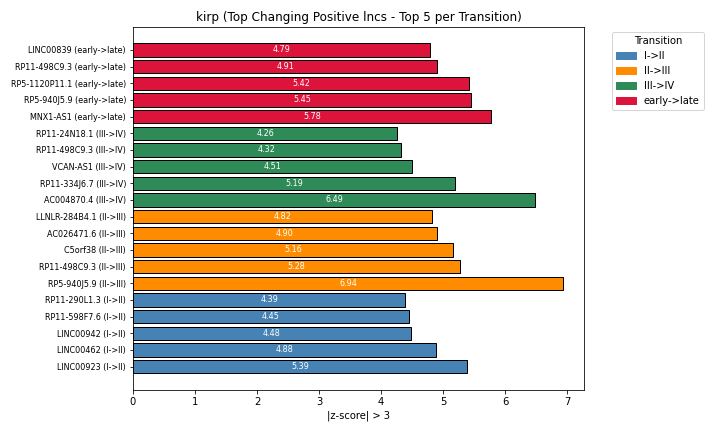 kirp (Top Changing Positive lncs - Top 5 per Transition)
LINC00839 (early->late) 4.79
RP11-498C9.3 (early->late) 4.91
RP5-1120P11.1 (early->late) 5.42
RP5-940J5.9 (early->late) 5.45
MNX1-AS1 (early->late) 5.78
RP11-24N18.1 (III->IV) 4.26
RP11-498C9.3 (III->IV) 4.32
VCAN-AS1 (III->IV) 4.51
RP11-334J6.7 (III->IV) 5.19
AC004870.4 (III->IV) 6.49
LLNLR-284B4.1 (II->III) 4.82
AC026471.6 (II->III) 4.90
C5orf38 (II->III) 5.16
RP11-498C9.3 (II->III) 5.28
RP5-940J5.9 (II->III) 6.94
RP11-290L1.3 (I->II) 4.39
RP11-598F7.6 (I->II) 4.45
LINC00942 (I->II) 4.48
LINC00462 (I->II) 4.88
LINC00923 (I->II) 5.39
0 1 2 3 4 5 6 7
|z-score| > 3
Transition
I->II
II->III
III->IV
early->late